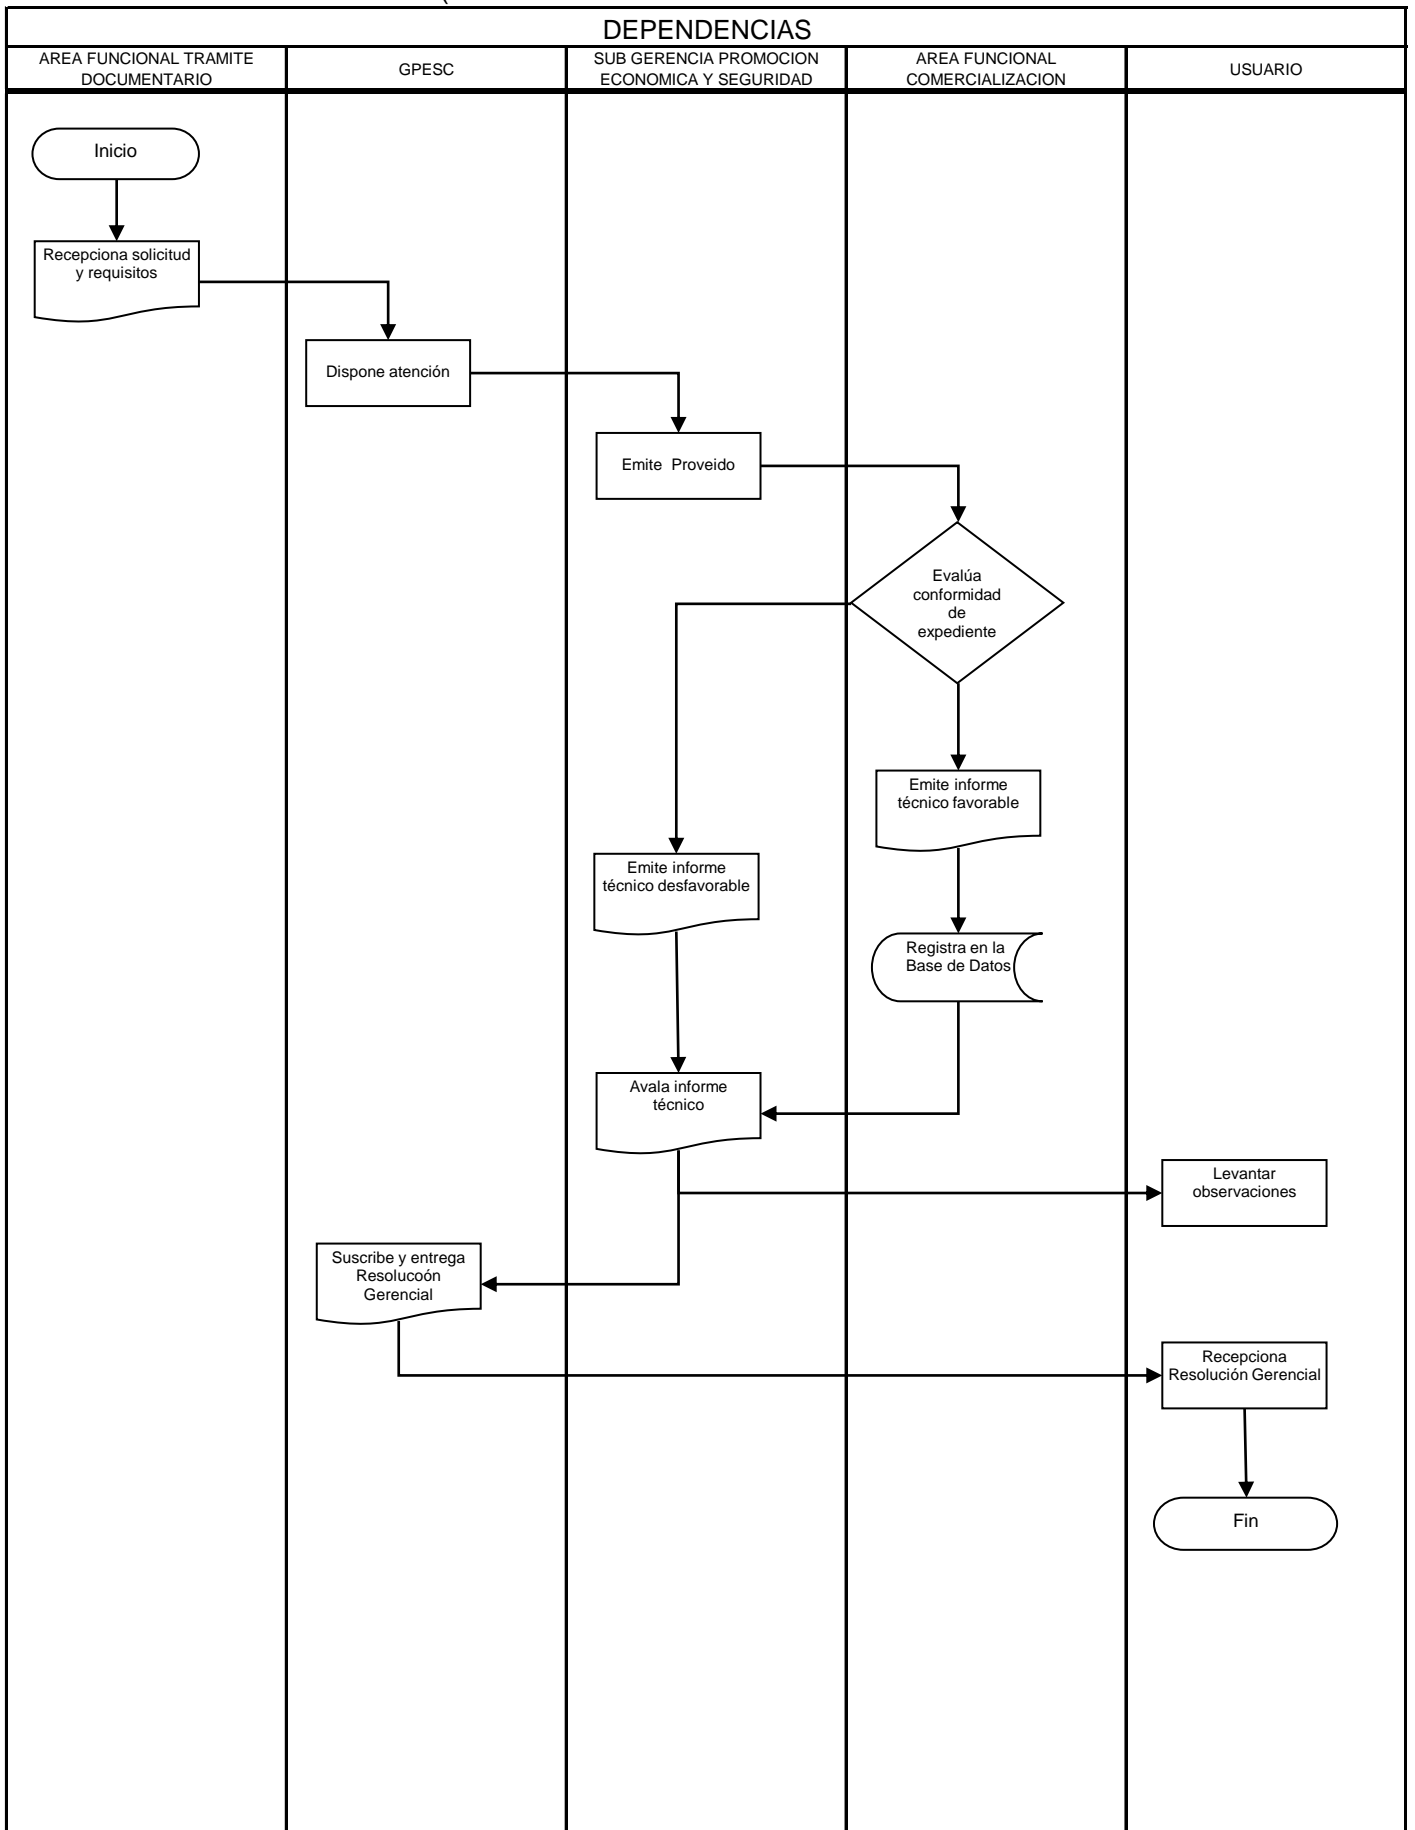 DEPENDENCIAS
AREA FUNCIONAL TRAMITE
DOCUMENTARIO
GPESC
SUB GERENCIA PROMOCION
ECONOMICA Y SEGURIDAD
AREA FUNCIONAL
COMERCIALIZACION
USUARIO
Inicio
Recepciona solicitud
y requisitos
Dispone atención
Emite Proveido
Evalúa
conformidad
de
expediente
Emite informe
técnico favorable
Emite informe
técnico desfavorable
Registra en la
Base de Datos
Avala informe
técnico
Levantar
observaciones
Suscribe y entrega
Resolucoón
Gerencial
Recepciona
Resolución Gerencial
Fin